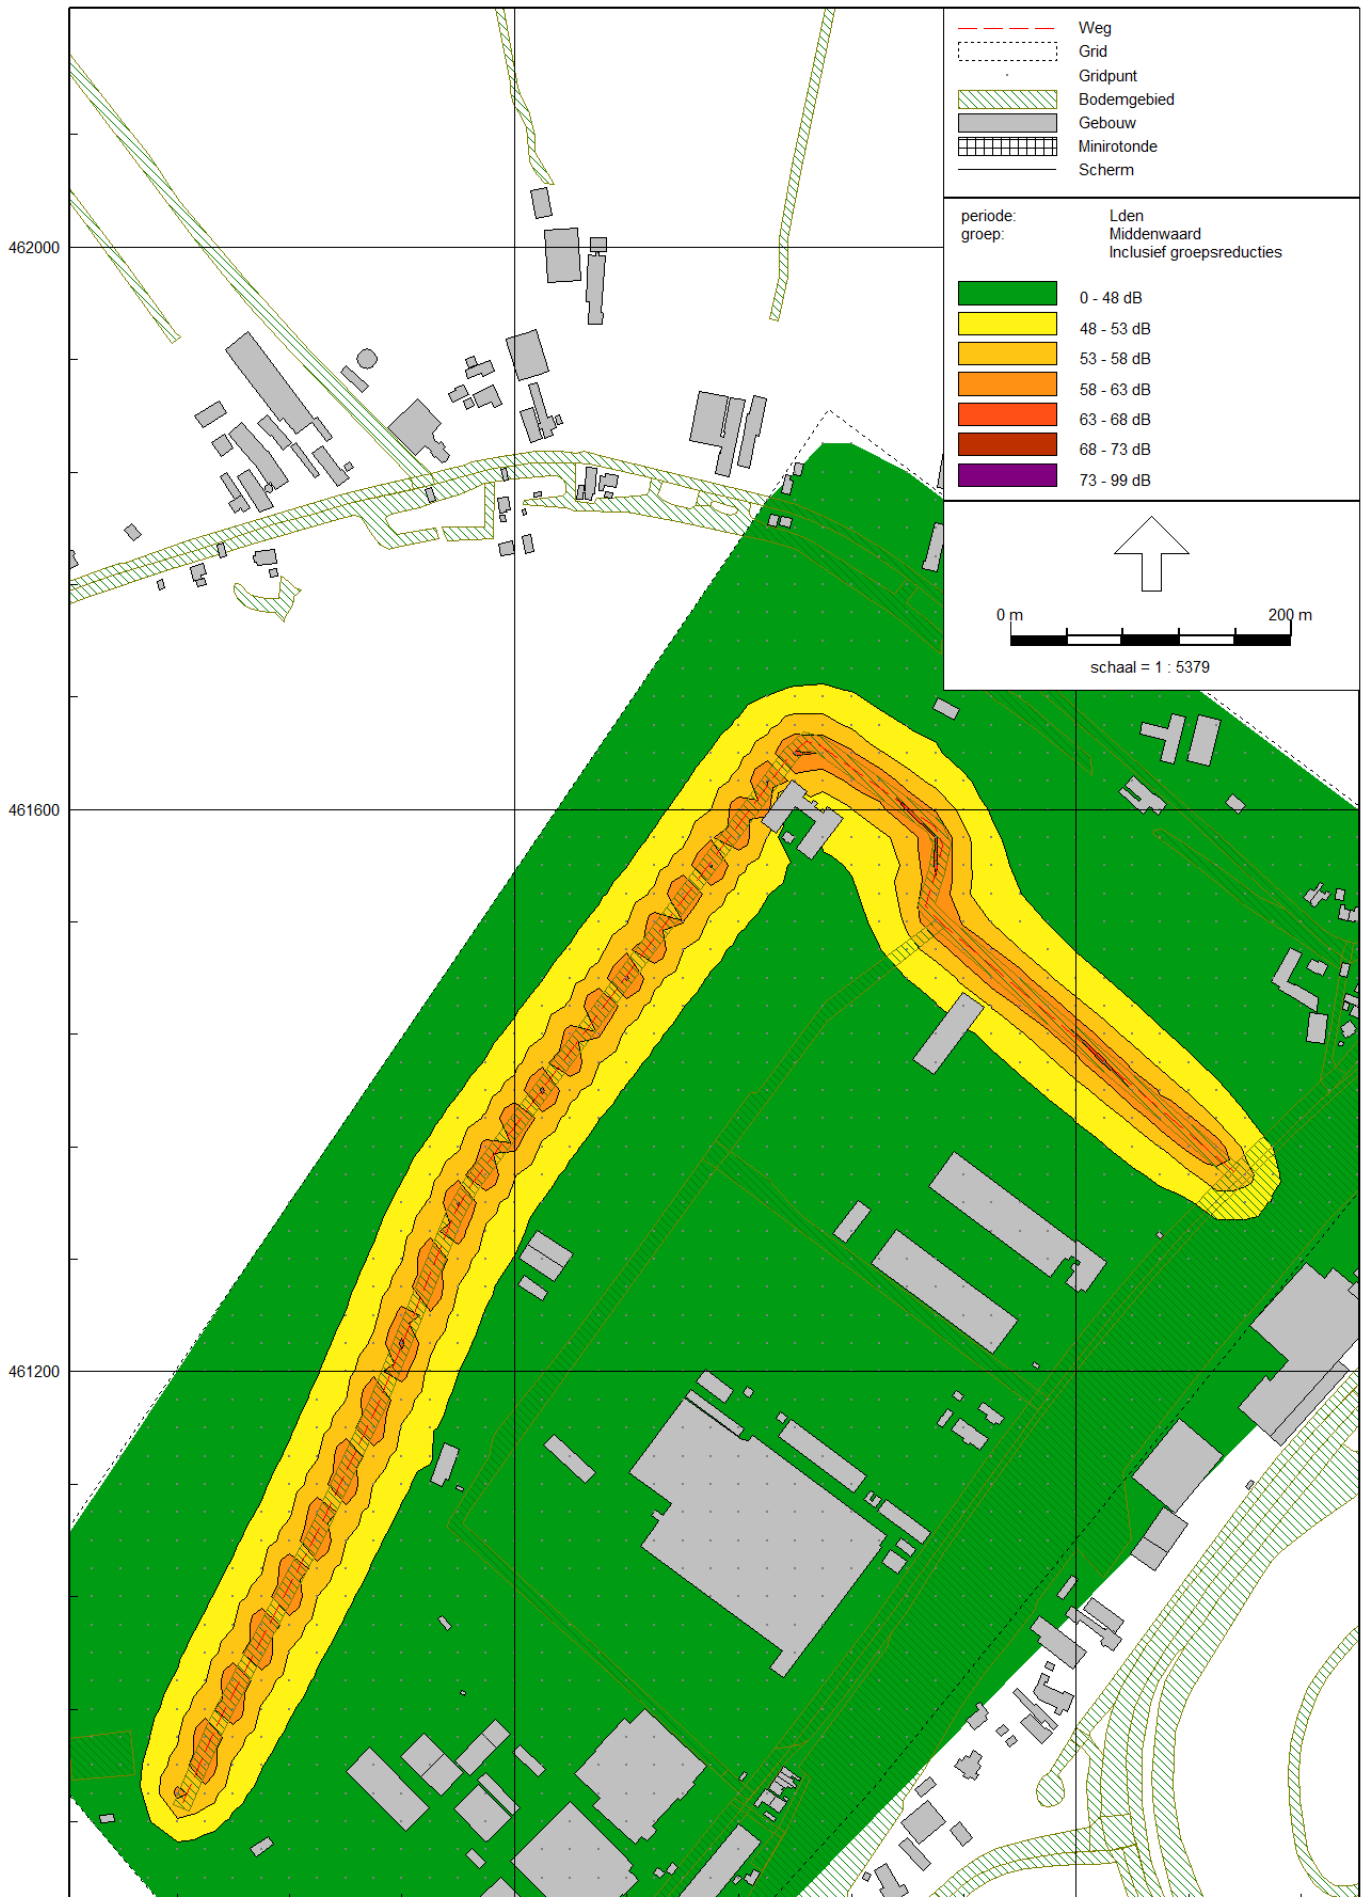 Weg
Grid
Gridpunt
Bodemgebied
Gebouw
Minirotonde
Scherm
periode: Lden
groep: Middenwaard
Inclusief groepsreducties
0 - 48 dB
48 - 53 dB
53 - 58 dB
58 - 63 dB
63 - 68 dB
68 - 73 dB
73 - 99 dB
0 m 200 m
schaal = 1 : 5379
462000
461600
461200